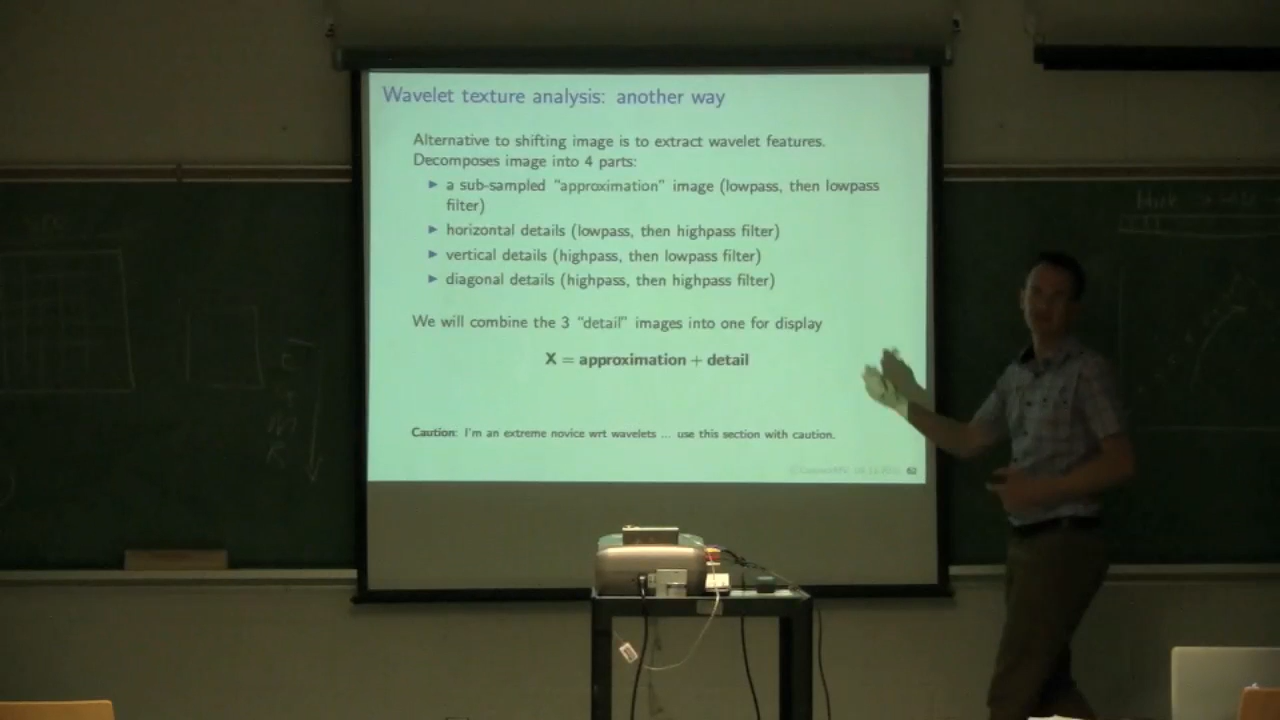 Wavelet texture analysis: another way
Alternative to shifting image is to extract wavelet features.
Decomposes image into 4 parts:
▶ a sub-sampled "approximation" image (lowpass, then lowpass
filter)
▶ horizontal details (lowpass, then highpass filter)
▶ vertical details (highpass, then lowpass filter)
▶ diagonal details (highpass, then highpass filter)
We will combine the 3 "detail" images into one for display
X = approximation + detail
Caution: I'm an extreme novice wrt wavelets ... use this section with caution.
62